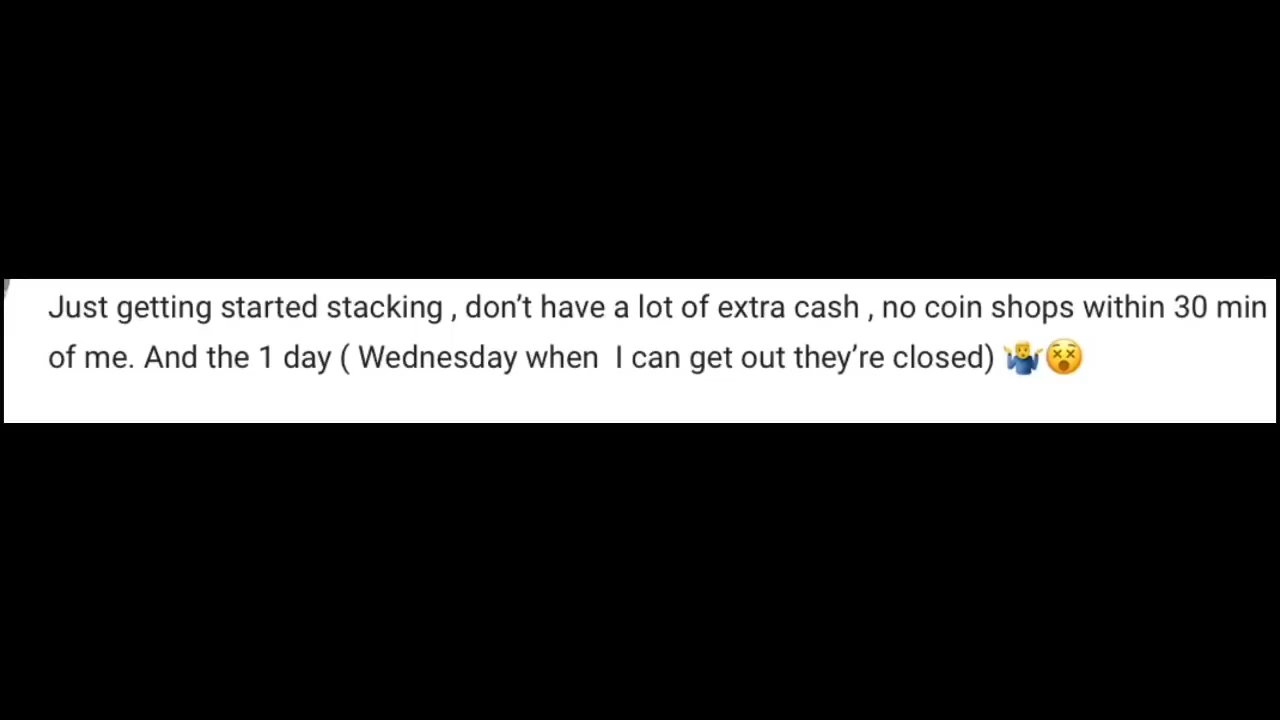 Just getting started stacking , don’t have a lot of extra cash , no coin shops within 30 min
of me. And the 1 day ( Wednesday when  I can get out they’re closed) 🤷‍♂️😵